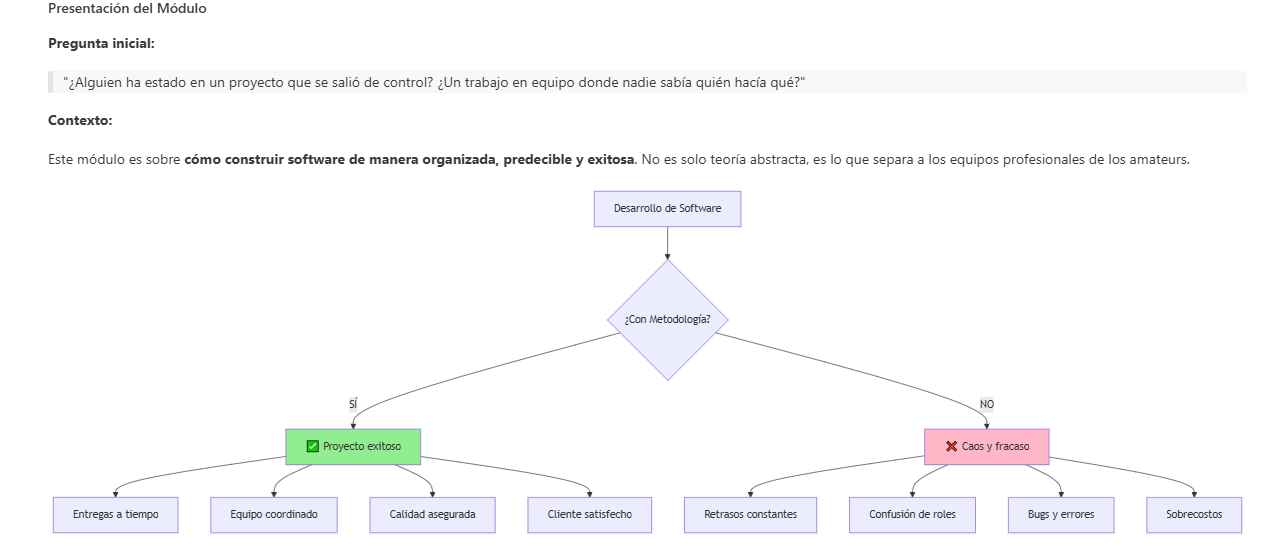 Presentación del Módulo
Pregunta inicial:
"¿Alguien ha estado en un proyecto que se salió de control? ¿Un trabajo en equipo donde nadie sabía quién hacía qué?"
Contexto:
Este módulo es sobre cómo construir software de manera organizada, predecible y exitosa. No es solo teoría abstracta, es lo que separa a los equipos profesionales de los amateurs.
Desarrollo de Software
¿Con Metodología?
SÍ
NO
✅ Proyecto exitoso
❌ Caos y fracaso
Entregas a tiempo
Equipo coordinado
Calidad asegurada
Cliente satisfecho
Retrasos constantes
Confusión de roles
Bugs y errores
Sobrecostos